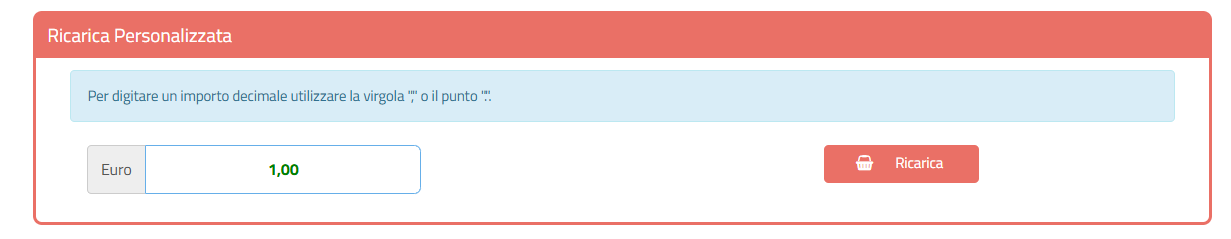 Ricarica Personalizzata
Per digitare un importo decimale utilizzare la virgola "," o il punto ".".
Euro
1,00
Ricarica